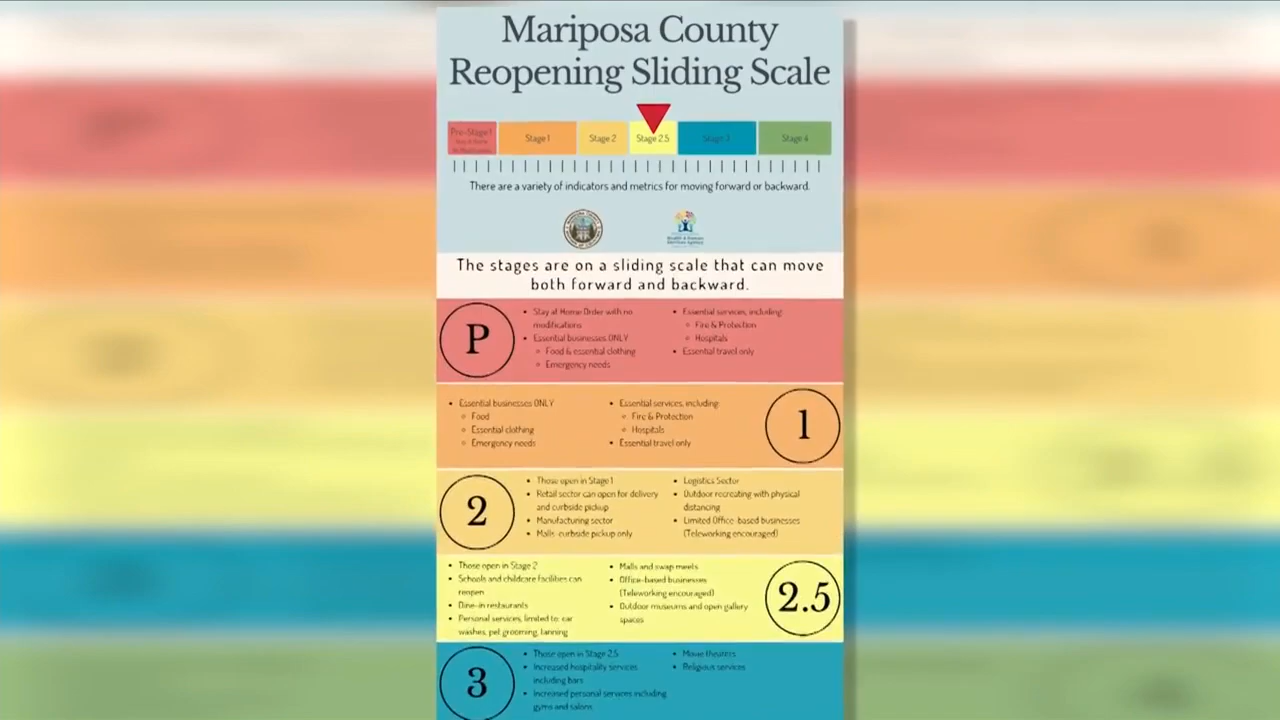 Mariposa County
Reopening Sliding Scale
Pre-Stage 1
Stage 1
Stage 2
Stage 2.5
Stage 3
Stage 4
There are a variety of indicators and metrics for moving forward or backward.
The stages are on a sliding scale that can move
both forward and backward.
P
• Stay at Home Order with no
modifications
• Essential businesses ONLY
Food & essential clothing
Emergency needs
• Essential services, including:
Fire & Protection
Hospitals
• Essential travel only
• Essential businesses ONLY
Food
Essential clothing
Emergency needs
• Essential services, including:
Fire & Protection
Hospitals
• Essential travel only
1
2
• Those open in Stage 1
• Retail sector can open for delivery
and curbside pickup
• Manufacturing sector
• Malls-curbside pickup only
• Logistics Sector
• Outdoor recreating with physical
distancing
• Limited Office-based businesses
(Teleworking encouraged)
• Those open in Stage 2
• Schools and childcare facilities can
reopen
• Dine-in restaurants
• Personal services, limited to: car
washes, pet grooming, tanning
• Malls and swap meets
• Office-based businesses
(Teleworking encouraged)
• Outdoor museums and open gallery
spaces
2.5
3
• Those open in Stage 2.5
• Increased hospitality services
including bars
• Increased personal services including
gyms and salons
• Movie theaters
• Religious services